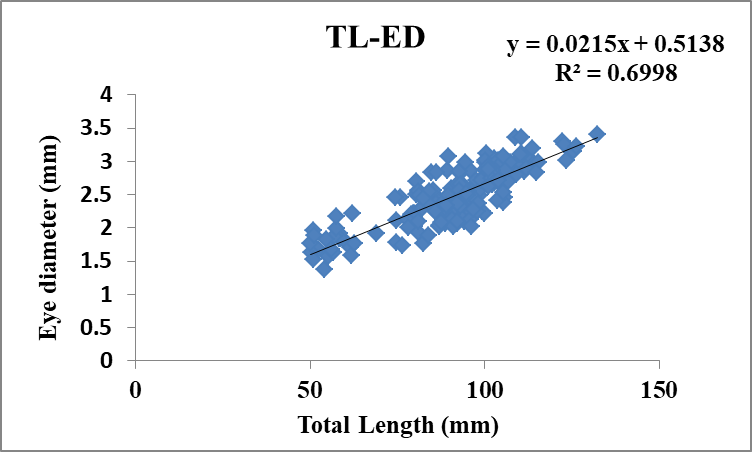 TL-ED
y = 0.0215x + 0.5138
R² = 0.6998
4
3.5
3
2.5
2
1.5
1
0.5
0
Eye diameter (mm)
0 50 100 150
Total Length (mm)